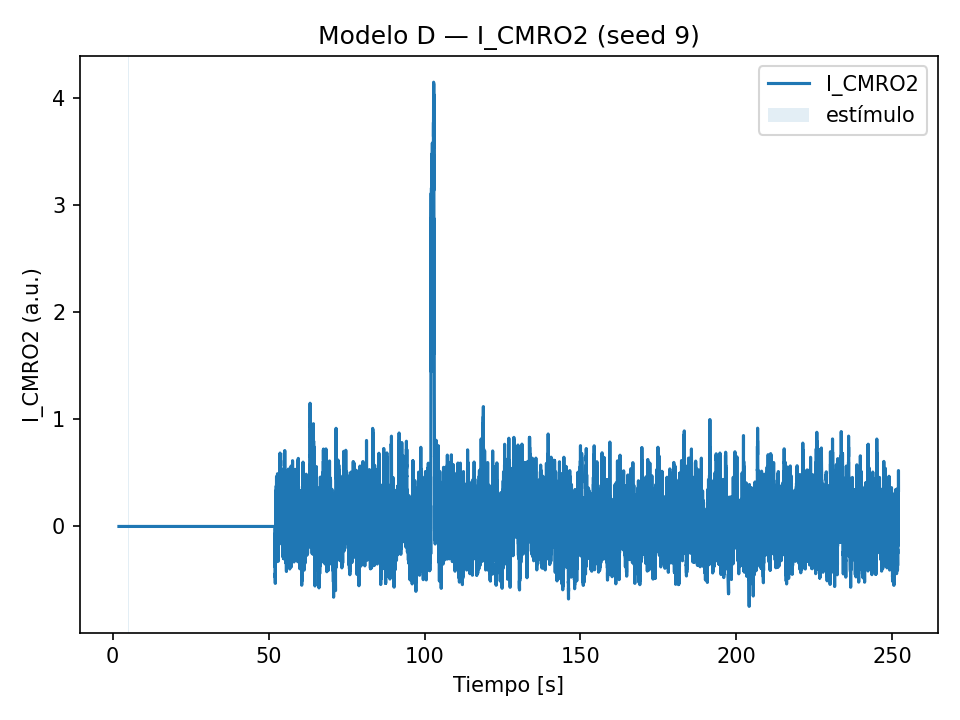 Modelo D — I_CMRO2 (seed 9)
I_CMRO2
estímulo
I_CMRO2 (a.u.)
4
3
2
1
0
0 50 100 150 200 250
Tiempo [s]